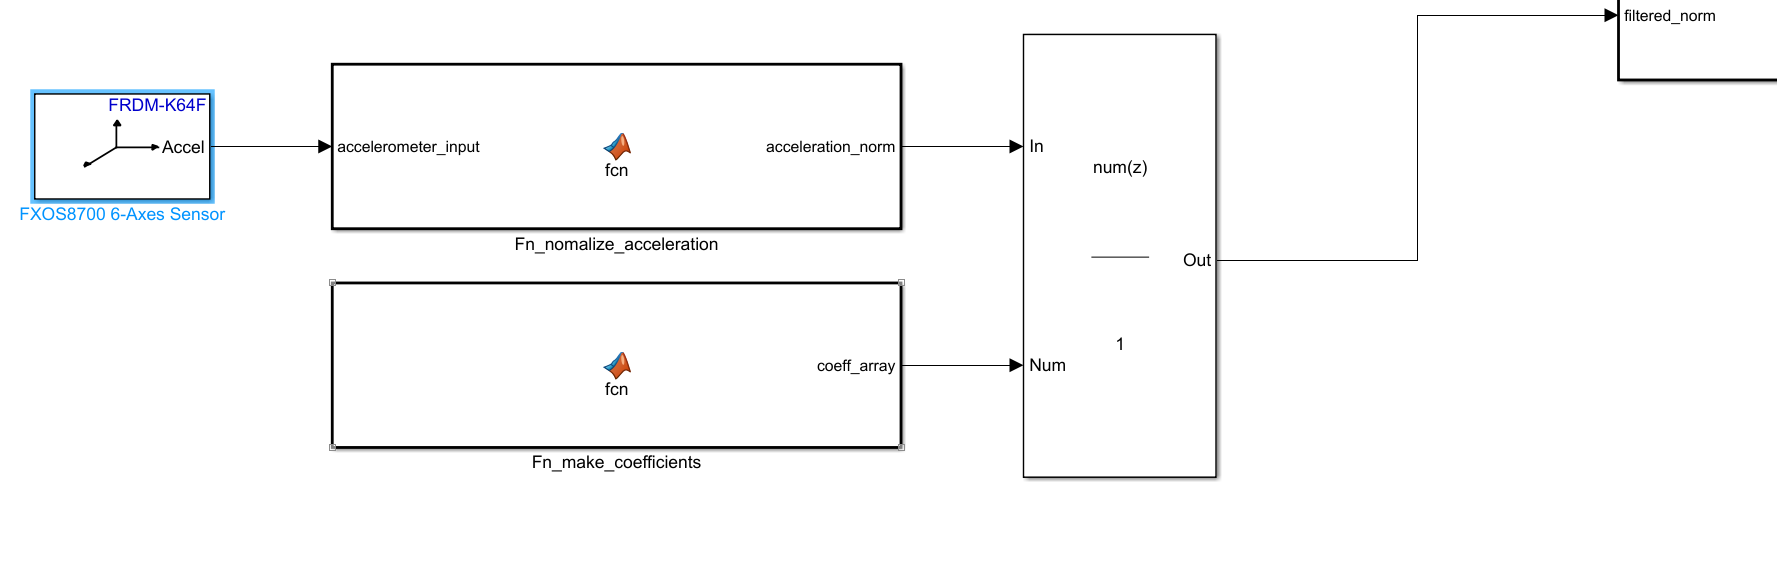 filtered_norm
FRDM-K64F
Accel
FXOS8700 6-Axes Sensor
accelerometer_input
fcn
acceleration_norm
Fn_nomalize_acceleration
fcn
coeff_array
Fn_make_coefficients
In
num(z)
Out
1
Num